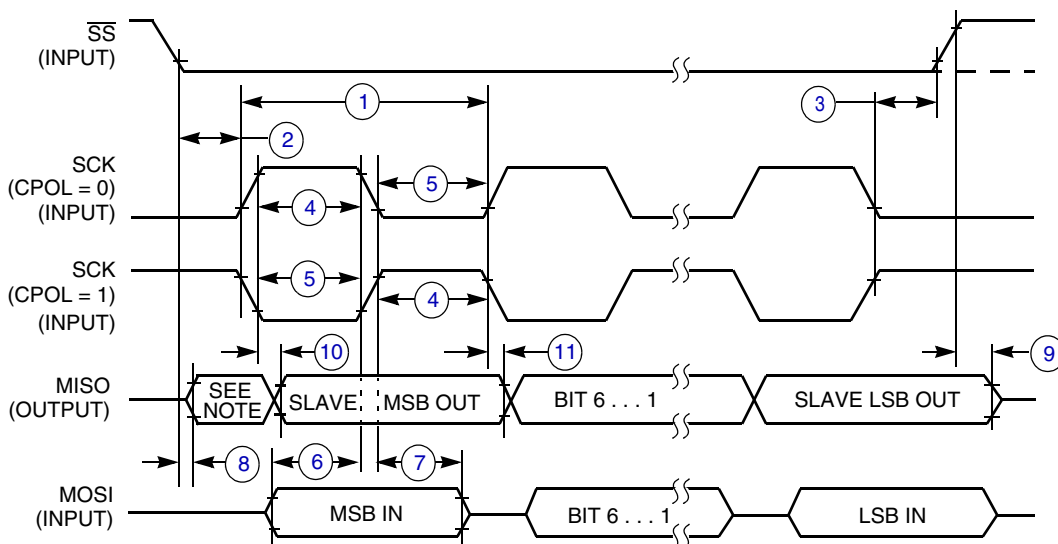 SS
(INPUT)
1
3
2
SCK
(CPOL = 0)
(INPUT)
5
4
SCK
(CPOL = 1)
(INPUT)
5
4
10
11
9
MISO
(OUTPUT)
SEE
NOTE
SLAVE
MSB OUT
BIT 6 . . . 1
SLAVE LSB OUT
8
6
7
MOSI
(INPUT)
MSB IN
BIT 6 . . . 1
LSB IN